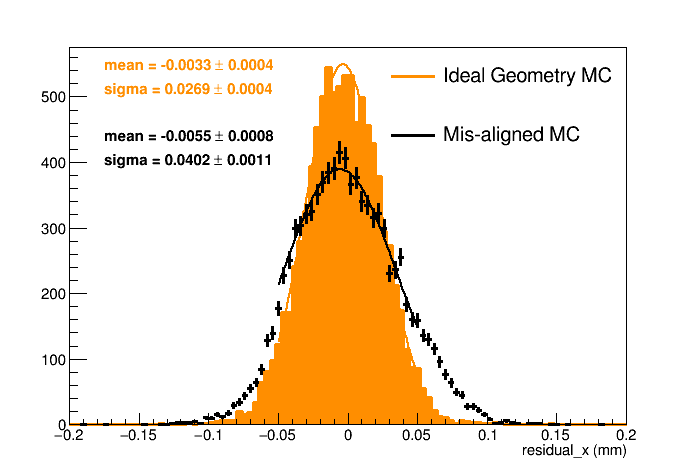 mean = -0.0033 ± 0.0004
sigma = 0.0269 ± 0.0004
Ideal Geometry MC
mean = -0.0055 ± 0.0008
sigma = 0.0402 ± 0.0011
Mis-aligned MC
500
400
300
200
100
0
−0.2 −0.15 −0.1 −0.05 0 0.05 0.1 0.15 0.2
residual_x (mm)